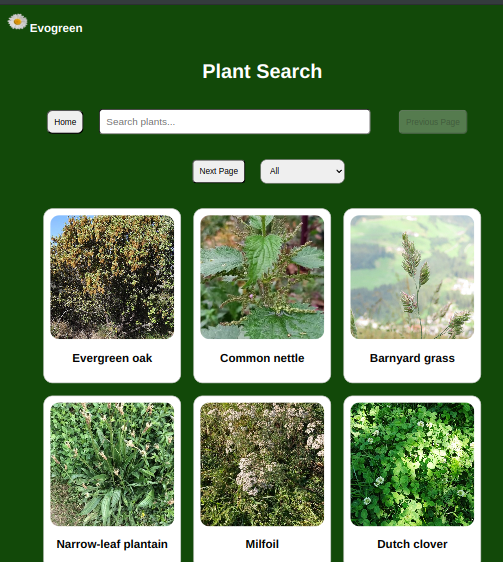 Evogreen
Plant Search
Home
Search plants...
Previous Page
Next Page
All
Evergreen oak
Common nettle
Barnyard grass
Narrow-leaf plantain
Milfoil
Dutch clover